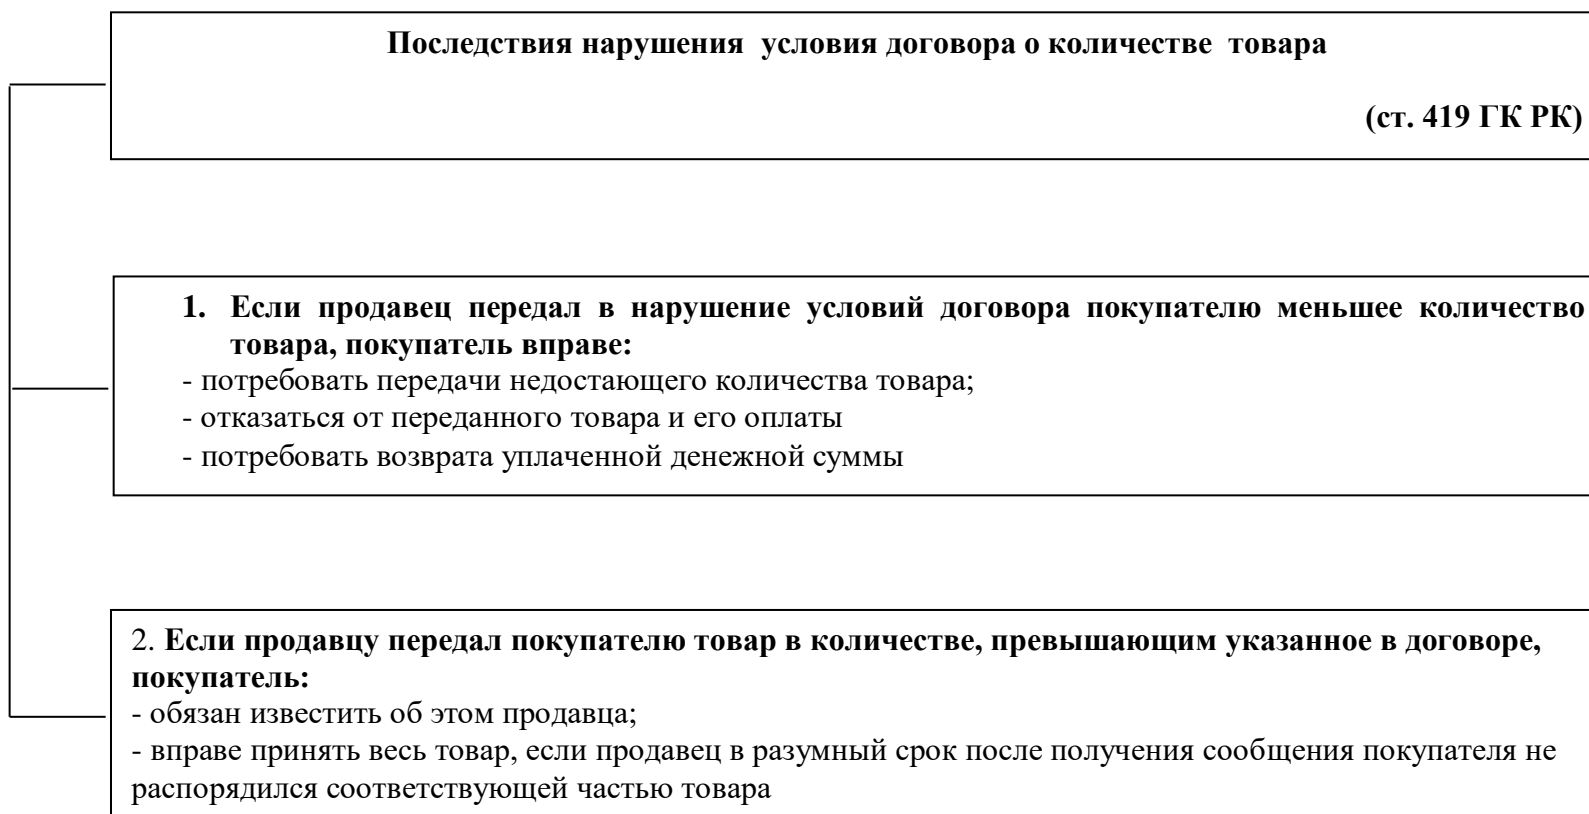 Последствия нарушения условия договора о количестве товара
(ст. 419 ГК РК)
1. Если продавец передал в нарушение условий договора покупателю меньшее количество
товара, покупатель вправе:
- потребовать передачи недостающего количества товара;
- отказаться от переданного товара и его оплаты
- потребовать возврата уплаченной денежной суммы
2. Если продавцу передал покупателю товар в количестве, превышающим указанное в договоре,
покупатель:
- обязан известить об этом продавца;
- вправе принять весь товар, если продавец в разумный срок после получения сообщения покупателя не
распорядился соответствующей частью товара